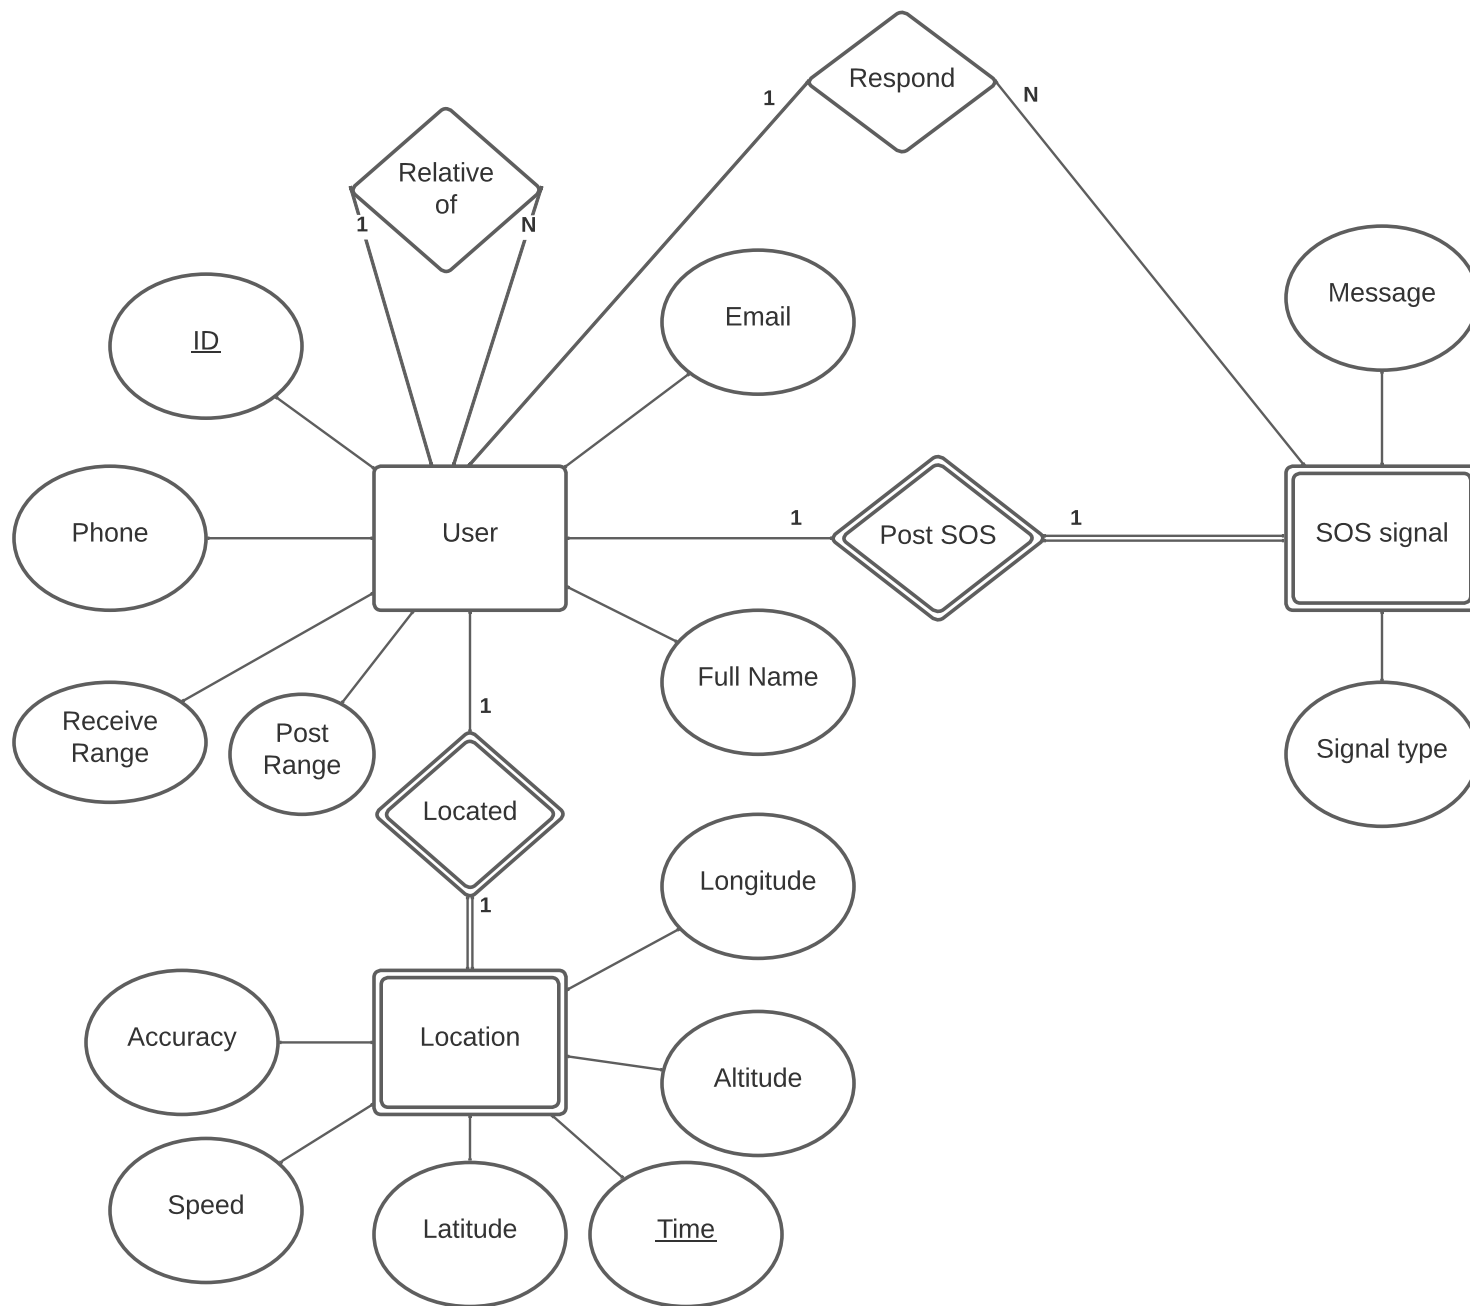 Respond
1
N
Relative
of
1
N
Email
Message
ID
Phone
User
1
Post SOS
1
SOS signal
Full Name
Receive
Range
Post
Range
1
Signal type
Located
Longitude
1
Accuracy
Location
Altitude
Speed
Latitude
Time